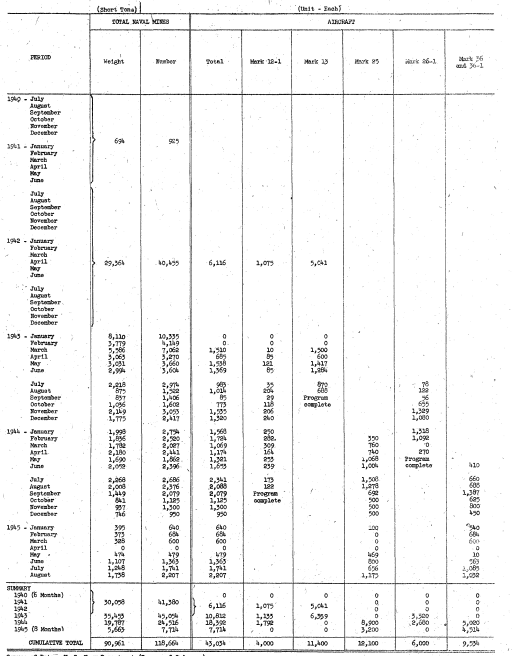 (Short Tons) (Unit - Each)
TOTAL NAVAL MINES AIRCRAFT
PERIOD Weight Number Total Mark 12-1 Mark 13 Mark 25 Mark 26-1 Mark 36 and 36-1
1940 - July
August
September
October
November
December
694 925
1941 - January
February
March
April
May
June
July
August
September
October
November
December
1942 - January
February
March
April 29,364 40,455 6,116 1,075 5,041
May
June
July
August
September
October
November
December
1943 - January 8,110 10,335 0 0 0
February 3,779 4,149 0 0 0
March 5,586 7,062 1,510 10 1,500
April 3,063 3,270 685 85 600
May 3,031 3,660 1,538 121 1,417
June 2,994 3,604 1,369 85 1,284
July 2,218 2,974 983 35 870 78
August 875 1,522 1,014 204 688 122
September 837 1,406 85 29 Program 56
October 1,036 1,602 773 118 complete 655
November 2,149 3,053 1,535 206 1,329
December 1,775 2,417 1,320 240 1,080
1944 - January 1,998 2,754 1,568 250 1,318
February 1,836 2,520 1,724 282 350 1,092
March 1,782 2,027 1,069 309 760 0
April 2,180 2,441 1,174 164 740 270
May 1,690 1,862 1,321 253 1,068 Program
June 2,052 2,396 1,653 239 1,004 complete 410
July 2,268 2,686 2,341 173 1,508 660
August 2,008 2,376 2,088 122 1,278 688
September 1,449 2,079 2,079 Program 692 1,387
October 841 1,125 1,125 complete 500 625
November 937 1,300 1,300 500 800
December 746 950 950 500 450
1945 - January 395 640 640 100 540
February 373 684 684 0 684
March 328 600 600 0 600
April 0 0 0 0 0
May 474 479 479 469 10
June 1,107 1,363 1,363 800 563
July 1,248 1,741 1,741 656 1,085
August 1,738 2,207 2,207 1,175 1,032
SUMMARY
1940 (6 Months) 0 0 0 0 0 0
1941 30,058 41,380 6,116 1,075 5,041 0 0 0
1942 0 0 0
1943 35,453 45,054 10,812 1,133 6,359 0 3,320 0
1944 19,787 24,516 18,392 1,792 0 8,900 2,680 5,020
1945 (8 Months) 5,663 7,714 7,714 0 0 3,200 0 4,514
CUMULATIVE TOTAL 90,961 118,664 43,034 4,000 11,400 12,100 6,000 9,534